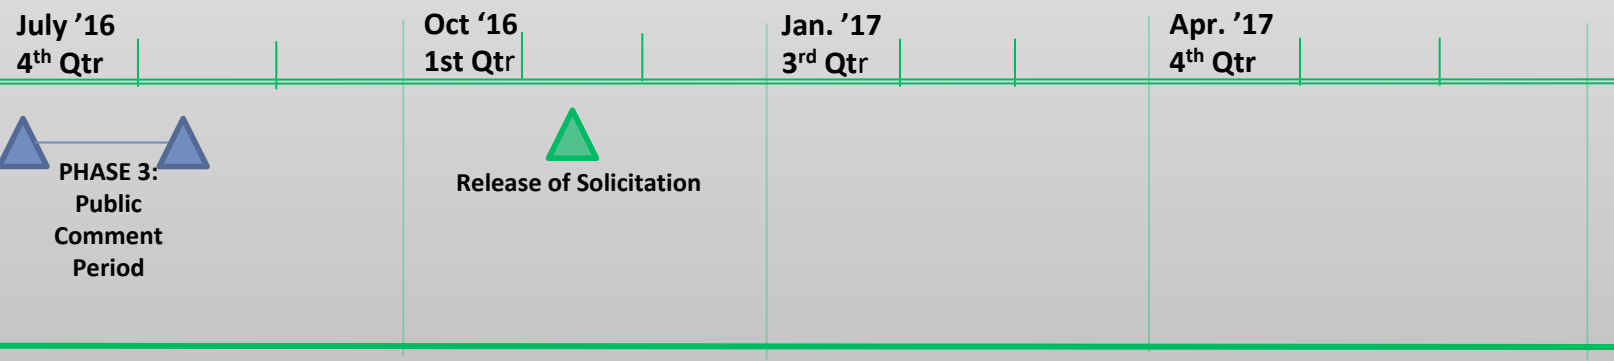 July ’16
4th Qtr
Oct ‘16
1st Qtr
Jan. ’17
3rd Qtr
Apr. ’17
4th Qtr
PHASE 3:
Public
Comment
Period
Release of Solicitation